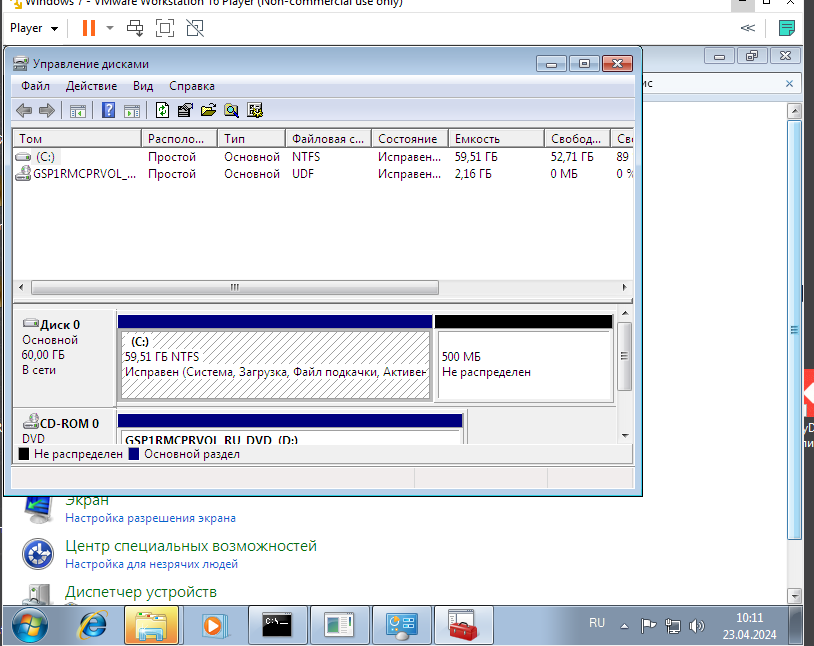 Windows 7 - VMware Workstation 16 Player (Non-commercial use only)
Player
Управление дисками
Файл Действие Вид Справка
Том Располо... Тип Файловая с... Состояние Емкость Свобод...
(C:) Простой Основной NTFS Исправен... 59,51 ГБ 52,71 ГБ 89
GSP1RMCPRVOL_... Простой Основной UDF Исправен... 2,16 ГБ 0 МБ 0 %
Диск 0
Основной
60,00 ГБ
В сети
(C:)
59,51 ГБ NTFS
Исправен (Система, Загрузка, Файл подкачки, Активен
500 МБ
Не распределен
CD-ROM 0
DVD
GSP1RMCPRVOL_RU_DVD (D:)
Не распределен Основной раздел
Экран
Настройка разрешения экрана
Центр специальных возможностей
Настройка для незрячих людей
Диспетчер устройств
C:\_
RU
10:11
23.04.2024